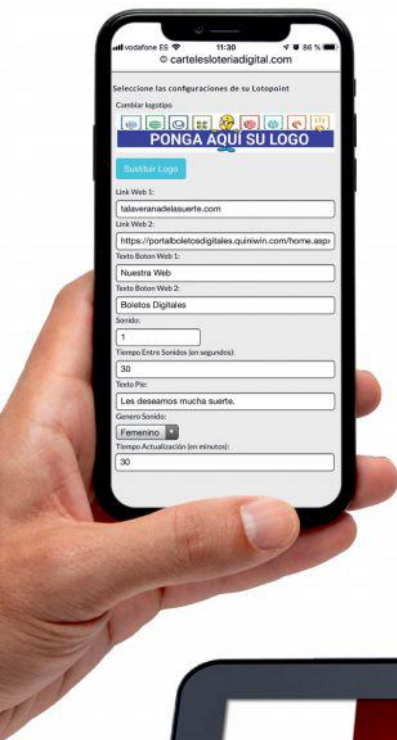 vodafone ES 11:30 86 %
cartelesloteriadigital.com
Seleccione las configuraciones de su Lotopoint
Cambiar logotipo
PONGA AQUÍ SU LOGO
Sustituir Logo
Link Web 1:
talaveranadelasuerte.com
Link Web 2:
https://portalboletosdigitales.quiniwin.com/home.asp
Texto Boton Web 1:
Nuestra Web
Texto Boton Web 2:
Boletos Digitales
Sonido:
1
Tiempo Entre Sonidos (en segundos):
30
Texto Pie:
Les deseamos mucha suerte.
Genero Sonido:
Femenino
Tiempo Actualización (en minutos):
30